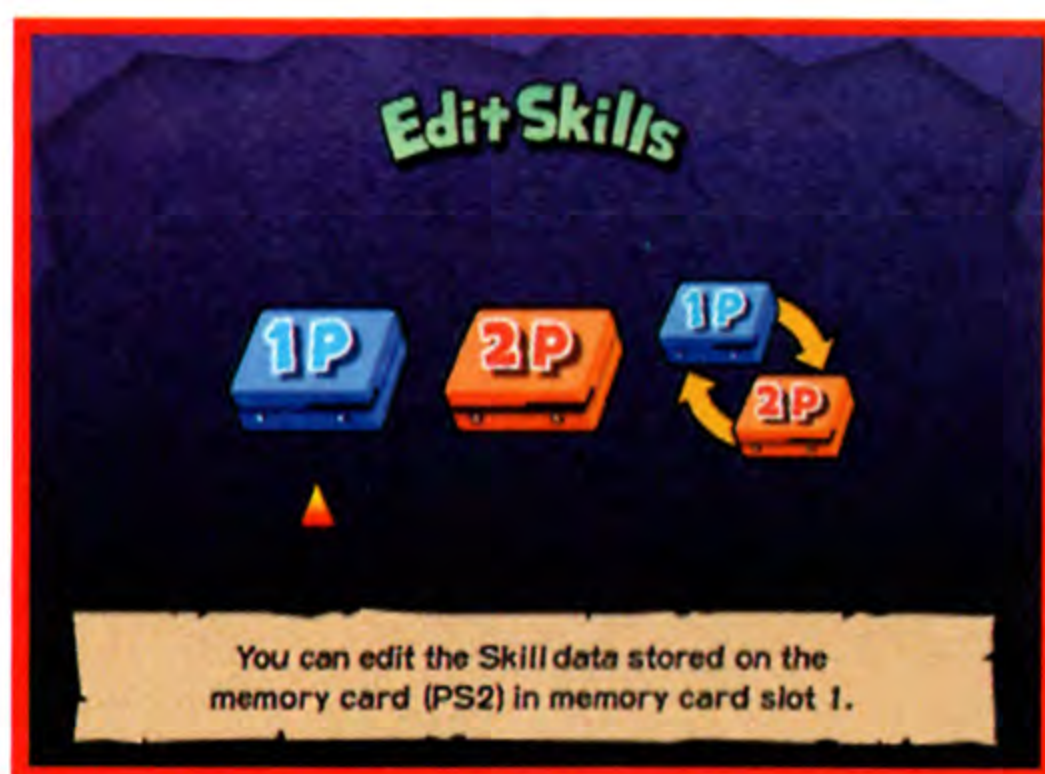 Edit Skills
1P
2P
1P
2P
You can edit the Skill data stored on the
memory card (PS2) in memory card slot 1.